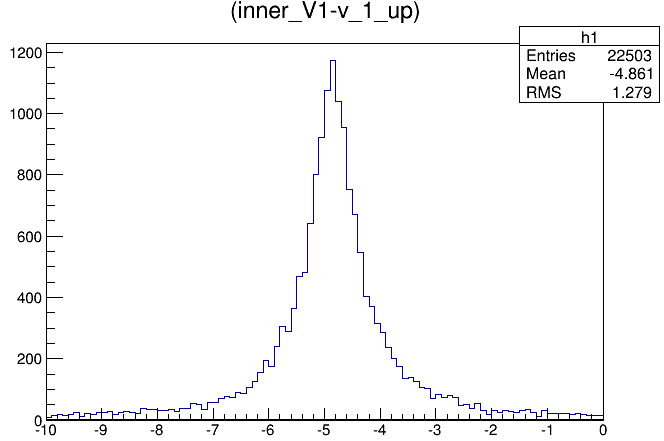 (inner_V1-v_1_up)
h1
Entries 22503
Mean -4.861
RMS 1.279
1200
1000
800
600
400
200
0
-10 -9 -8 -7 -6 -5 -4 -3 -2 -1 0